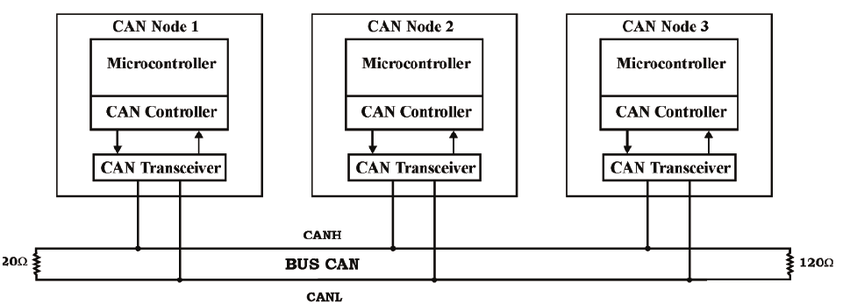 CAN Node 1
CAN Node 2
CAN Node 3
Microcontroller
Microcontroller
Microcontroller
CAN Controller
CAN Controller
CAN Controller
CAN Transceiver
CAN Transceiver
CAN Transceiver
CANH
20Ω
BUS CAN
120Ω
CANL